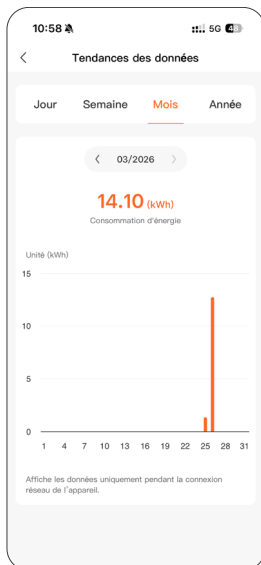 10:58
5G 43
Tendances des données
Jour Semaine Mois Année
03/2026
14.10 (kWh)
Consommation d'énergie
Unité (kWh)
15
10
5
0
1 4 7 10 13 16 19 22 25 28 31
Affiche les données uniquement pendant la connexion
réseau de l'appareil.